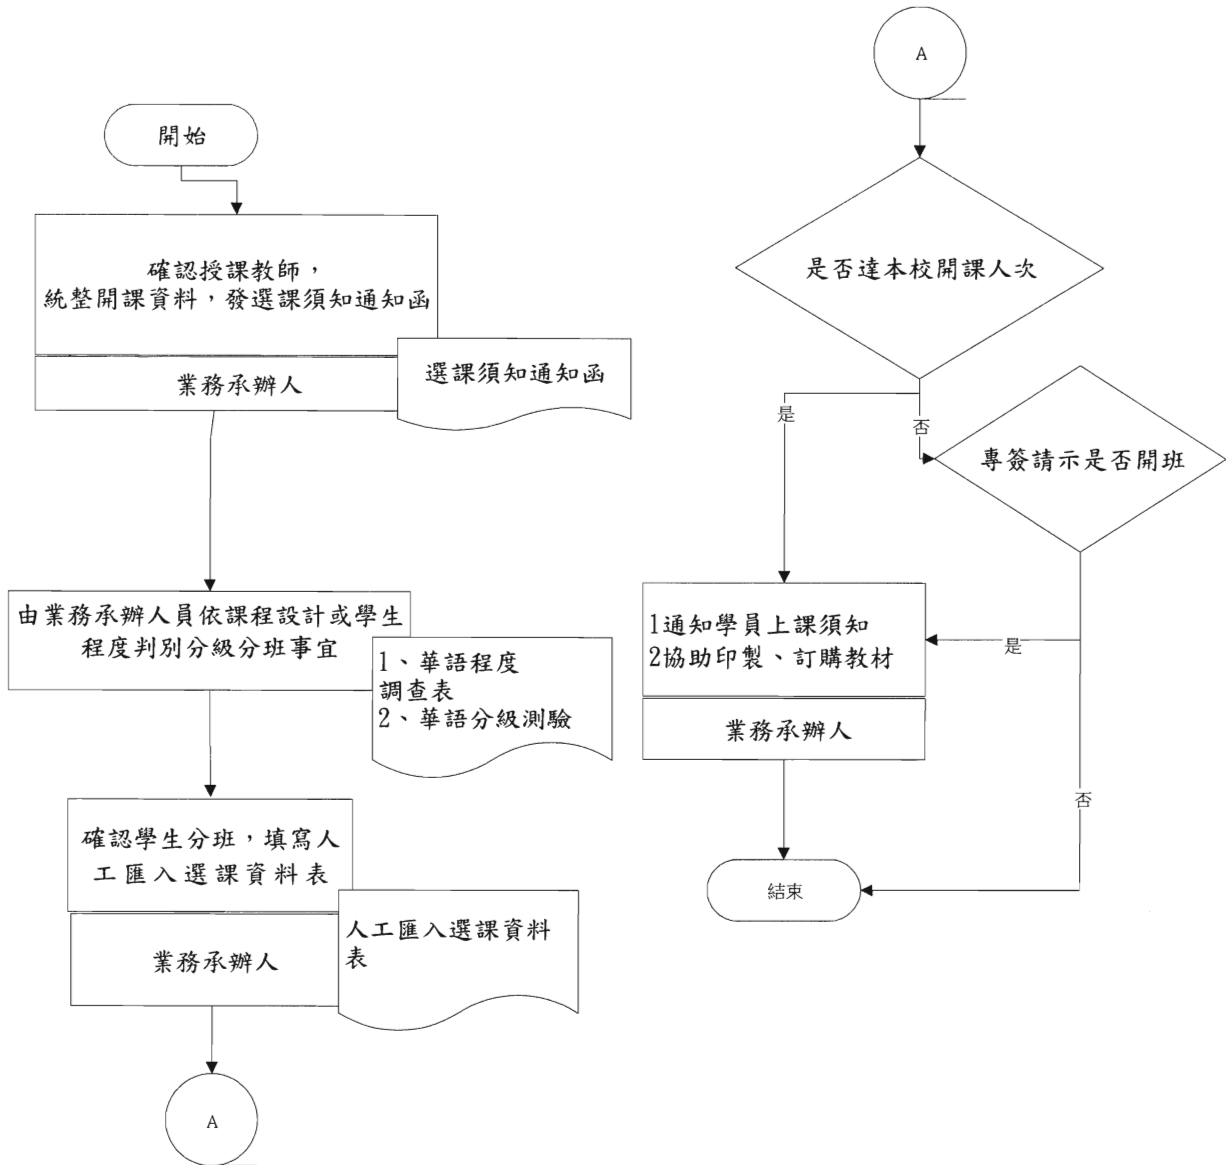 開始
確認授課教師，
統整開課資料，發選課須知通知函
業務承辦人
選課須知通知函
由業務承辦人員依課程設計或學生
程度判別分級分班事宜
1、華語程度
調查表
2、華語分級測驗
確認學生分班，填寫人
工匯入選課資料表
業務承辦人
人工匯入選課資料
表
A
A
是否達本校開課人次
是
否
專簽請示是否開班
1通知學員上課須知
2協助印製、訂購教材
是
業務承辦人
否
結束